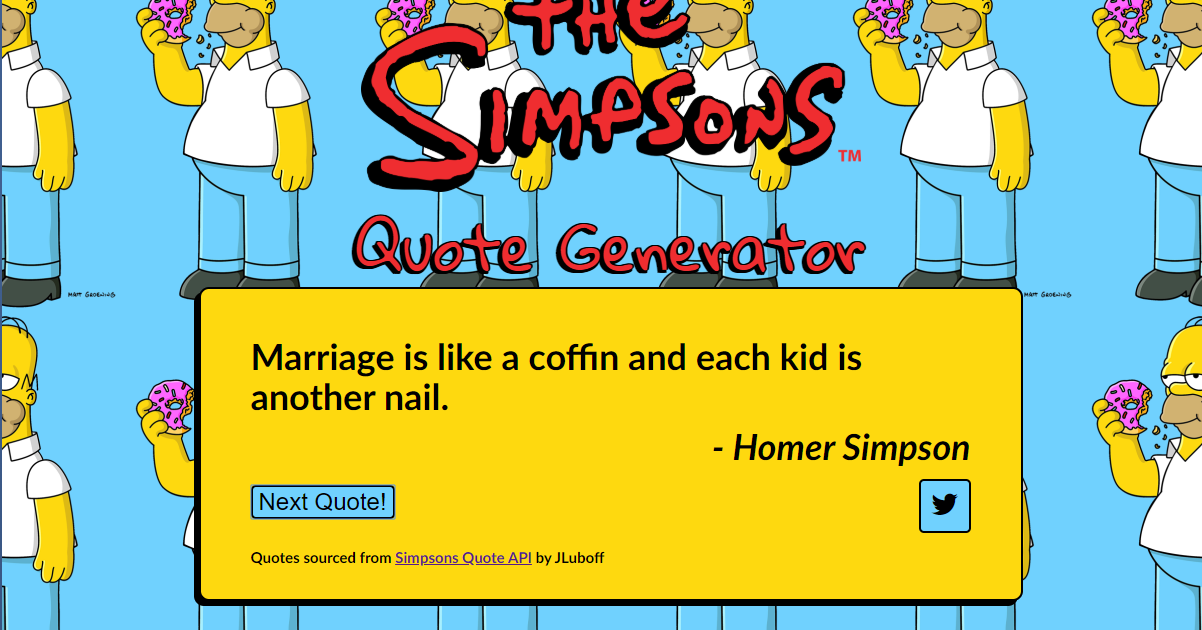 THE
SIMPSONS
TM
Quote Generator
MATT GROENING
MATT GROENING
Marriage is like a coffin and each kid is
another nail.
- Homer Simpson
Next Quote!
Quotes sourced from Simpsons Quote API by JLuboff